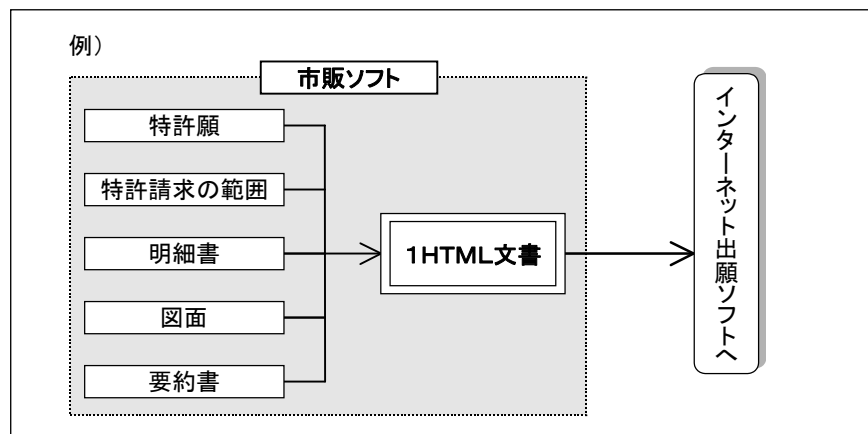 例）
市販ソフト
特許願
特許請求の範囲
明細書
図面
要約書
１HTML文書
インターネット出願ソフトへ